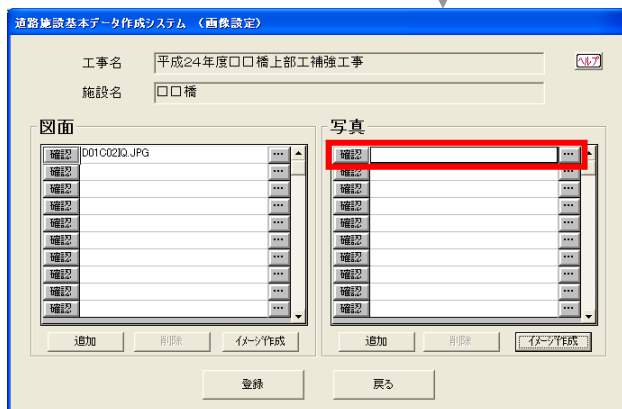 道路施設基本データ作成システム （画像設定）
工事名 平成24年度口口橋上部工補強工事 ヘルプ
施設名 口口橋
図面
確認 D01C02IQ.JPG ...
確認 ...
確認 ...
確認 ...
確認 ...
確認 ...
確認 ...
確認 ...
確認 ...
確認 ...
追加 削除 イメージ作成
写真
確認 ...
確認 ...
確認 ...
確認 ...
確認 ...
確認 ...
確認 ...
確認 ...
確認 ...
確認 ...
追加 削除 イメージ作成
登録 戻る